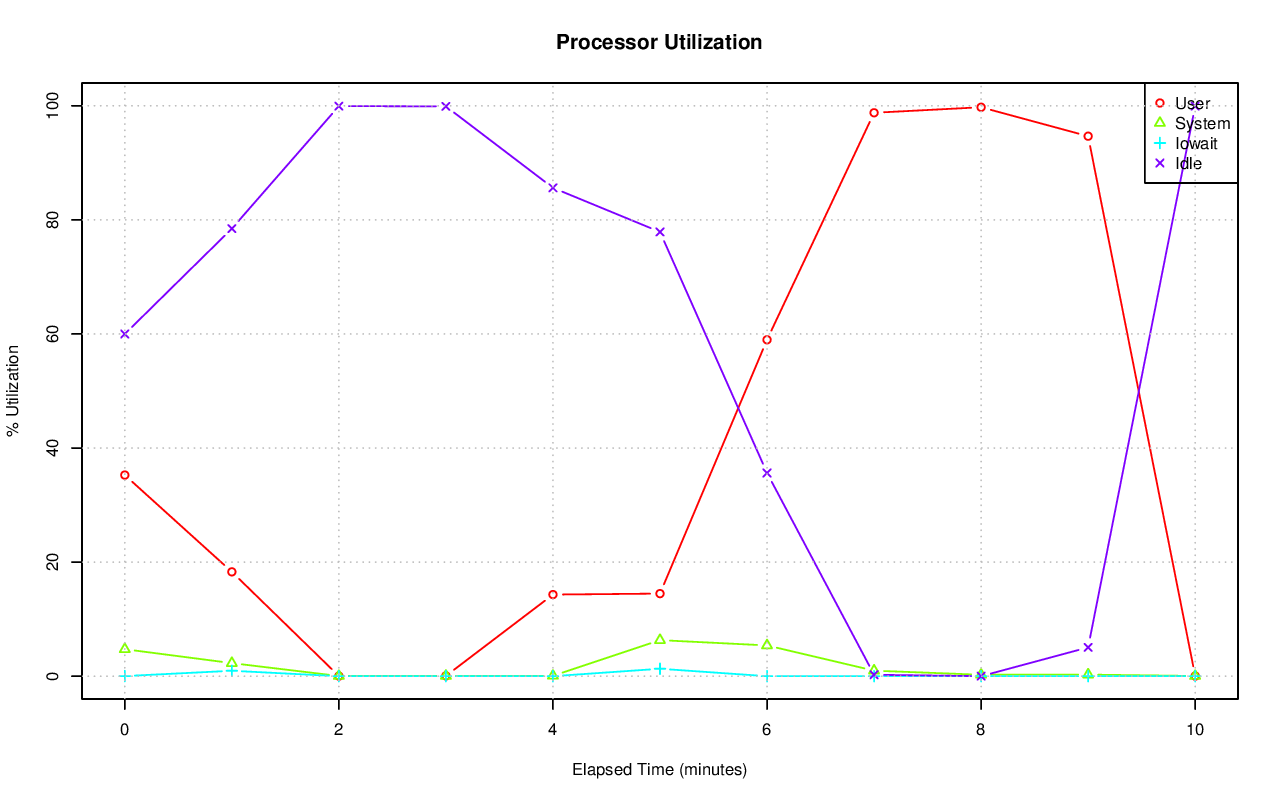 Processor Utilization
100
80
60
40
20
0
% Utilization
User
System
Iowait
Idle
0 2 4 6 8 10
Elapsed Time (minutes)